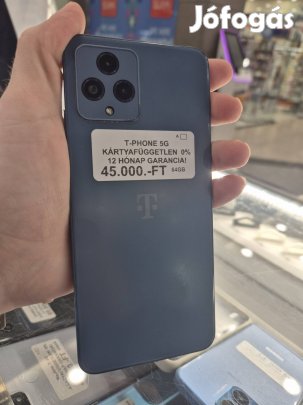 Jófogás
T-PHONE 5G
KÁRTYAFÜGGETLEN 0%
12 HÓNAP GARANCIA!
45.000.-FT 64GB
T